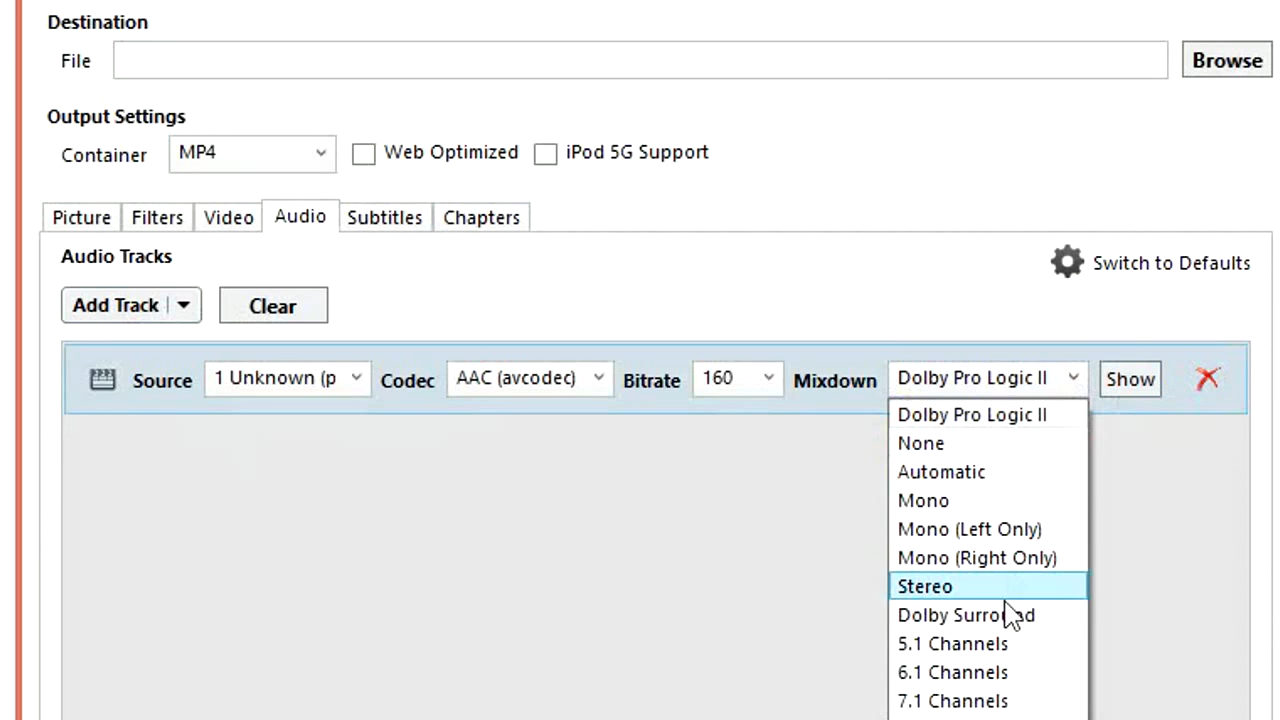 Destination
File
Browse
Output Settings
Container MP4 Web Optimized iPod 5G Support
Picture Filters Video Audio Subtitles Chapters
Audio Tracks
Switch to Defaults
Add Track Clear
Source 1 Unknown (p Codec AAC (avcodec) Bitrate 160 Mixdown Dolby Pro Logic II Show
Dolby Pro Logic II
None
Automatic
Mono
Mono (Left Only)
Mono (Right Only)
Stereo
Dolby Surround
5.1 Channels
6.1 Channels
7.1 Channels